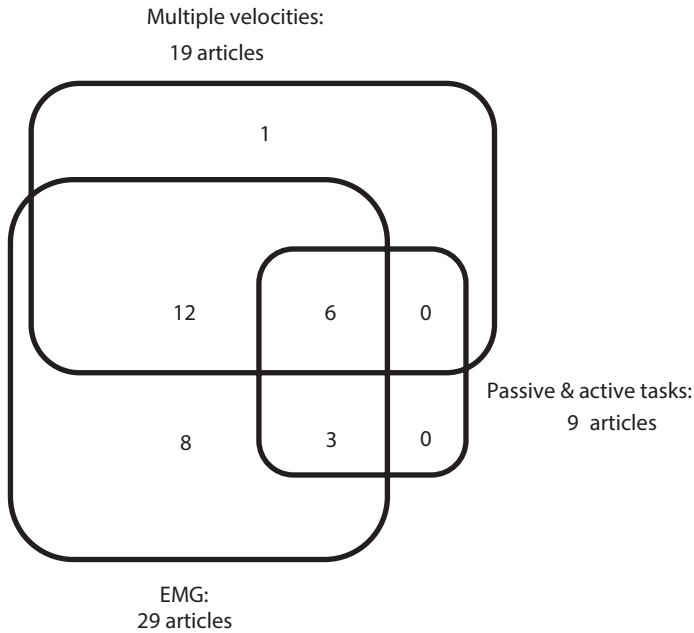 Multiple velocities:
19 articles
1
12
6
0
Passive & active tasks:
9 articles
8
3
0
EMG:
29 articles